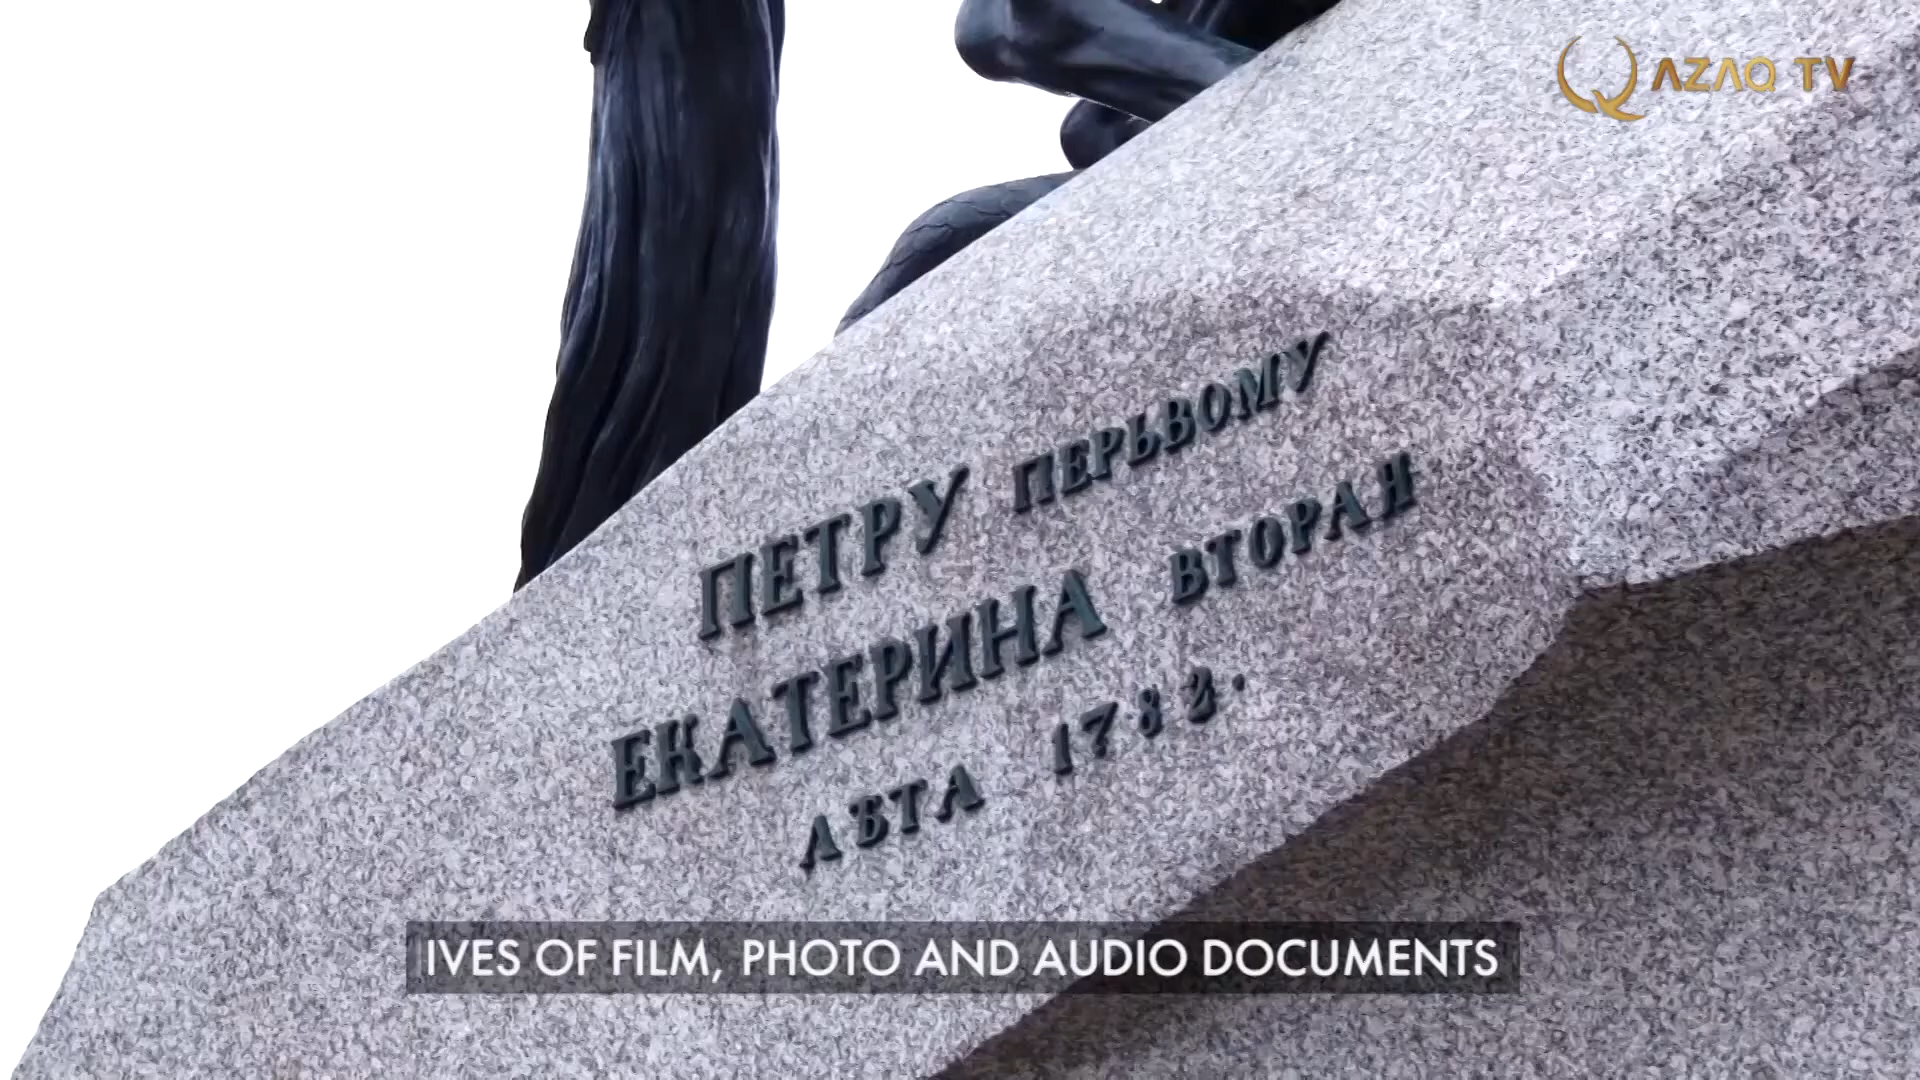 QAZAQ TV
ПЕТРУ ПЕРЬВОМУ
ЕКАТЕРИНА ВТОРАЯ
ЛѢТА 1782.
IVES OF FILM, PHOTO AND AUDIO DOCUMENTS